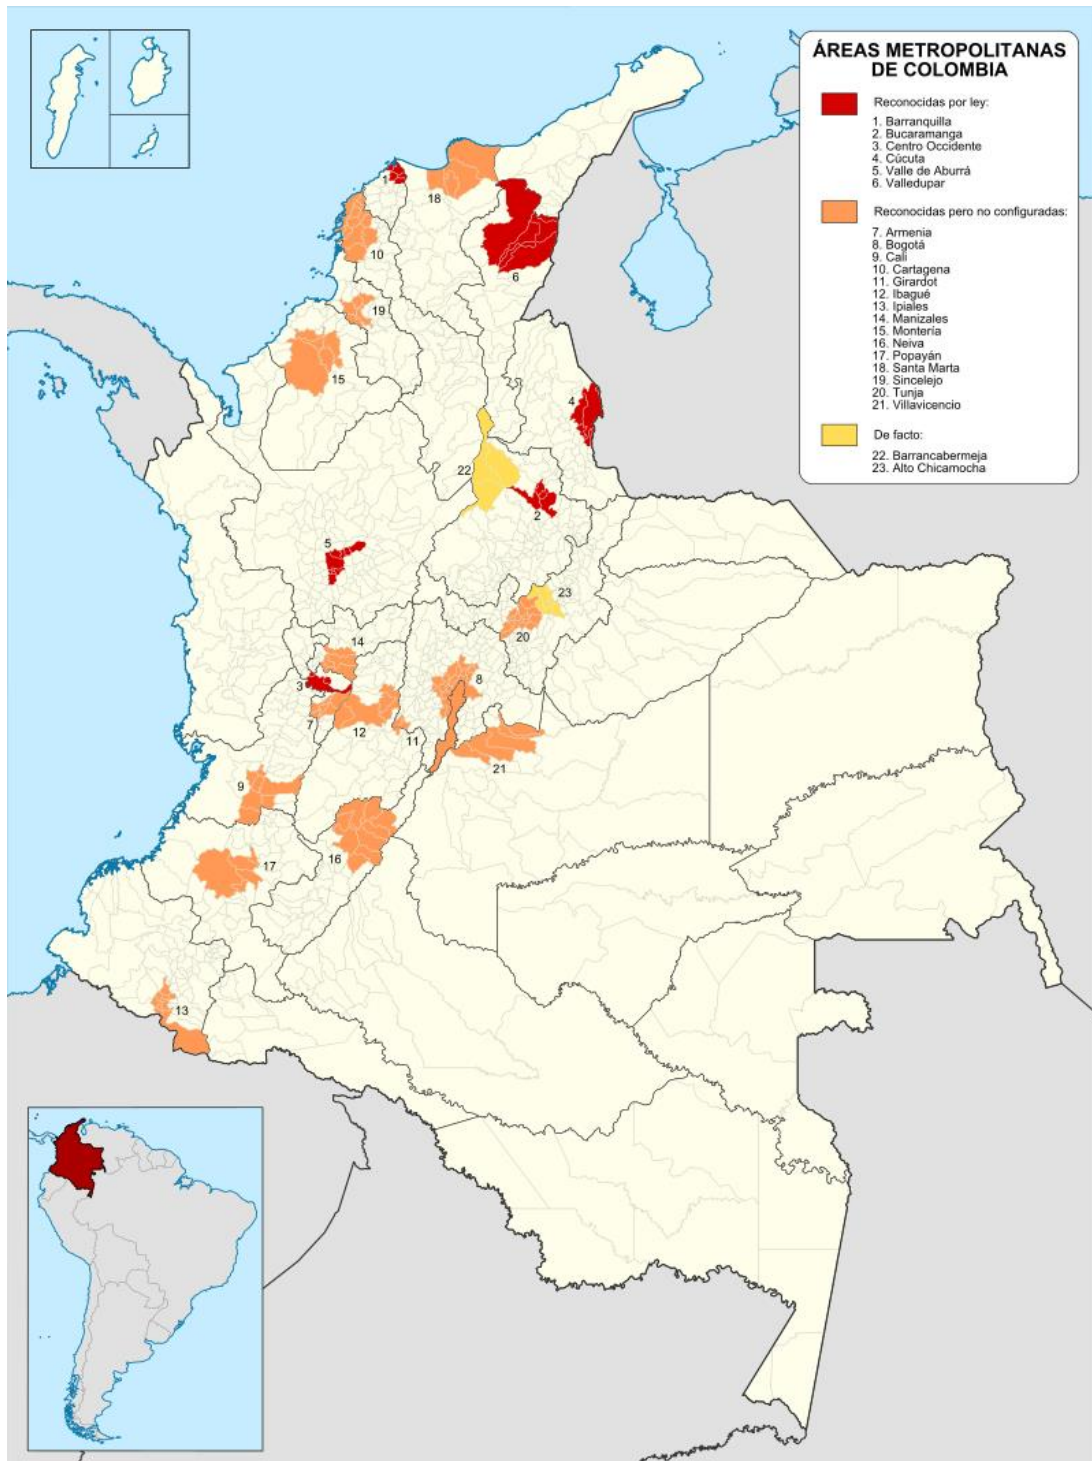 ÁREAS METROPOLITANAS
DE COLOMBIA
Reconocidas por ley:
1. Barranquilla
2. Bucaramanga
3. Centro Occidente
4. Cúcuta
5. Valle de Aburrá
6. Valledupar
Reconocidas pero no configuradas:
7. Armenia
8. Bogotá
9. Cali
10. Cartagena
11. Girardot
12. Ibagué
13. Ipiales
14. Manizales
15. Montería
16. Neiva
17. Popayán
18. Santa Marta
19. Sincelejo
20. Tunja
21. Villavicencio
De facto:
22. Barrancabermeja
23. Alto Chicamocha
1
18
10
6
19
15
4
22
2
5
23
20
14
3
8
7
12
11
21
9
16
17
13